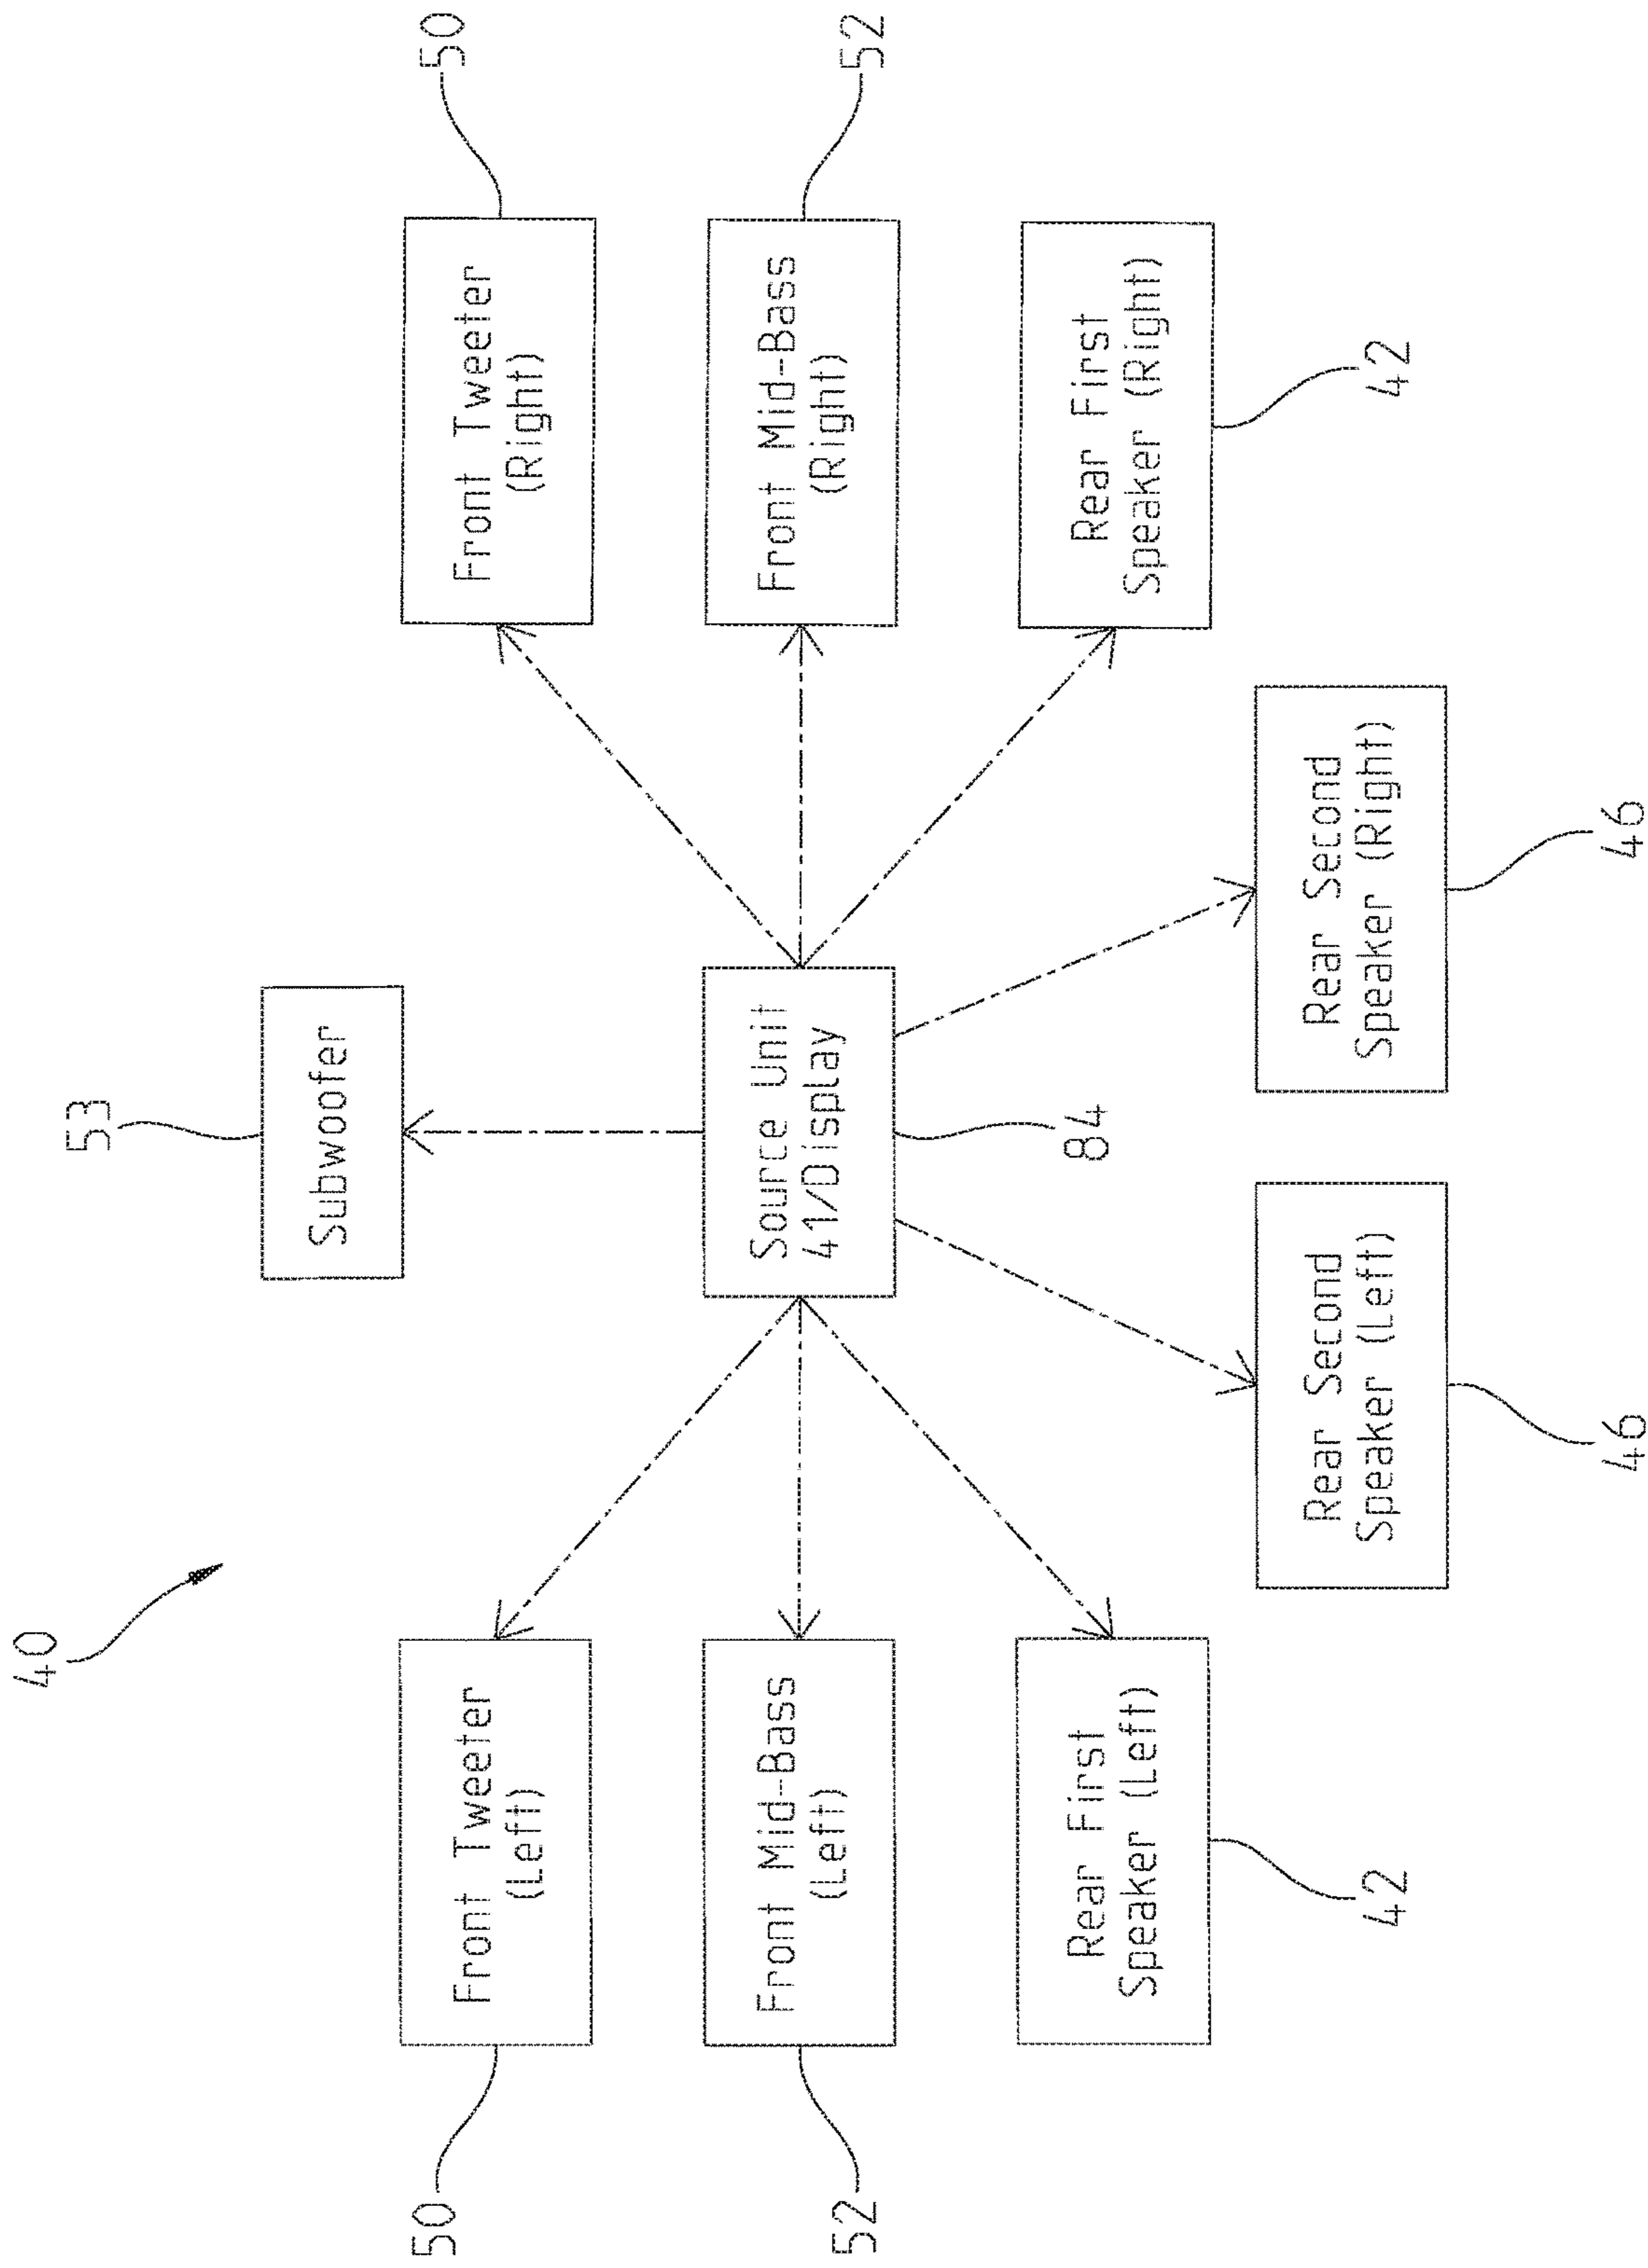 40
53
Subwoofer
50
Front Tweeter
(Left)
Front Tweeter
(Right)
50
52
Front Mid-Bass
(Left)
Source Unit
41/Display
84
Front Mid-Bass
(Right)
52
Rear First
Speaker (Left)
42
Rear First
Speaker (Right)
42
Rear Second
Speaker (Left)
46
Rear Second
Speaker (Right)
46